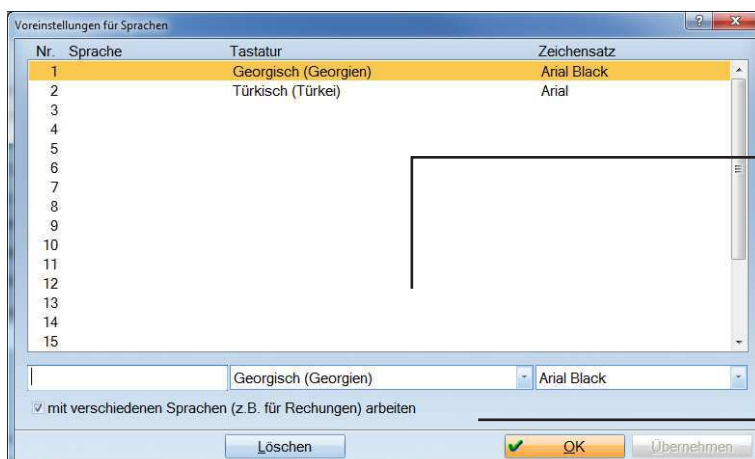 Voreinstellungen für Sprachen
Nr. Sprache Tastatur Zeichensatz
1 Georgisch (Georgien) Arial Black
2 Türkisch (Türkei) Arial
3
4
5
6
7
8
9
10
11
12
13
14
15
Georgisch (Georgien) Arial Black
mit verschiedenen Sprachen (z.B. für Rechungen) arbeiten
Löschen OK Übernehmen